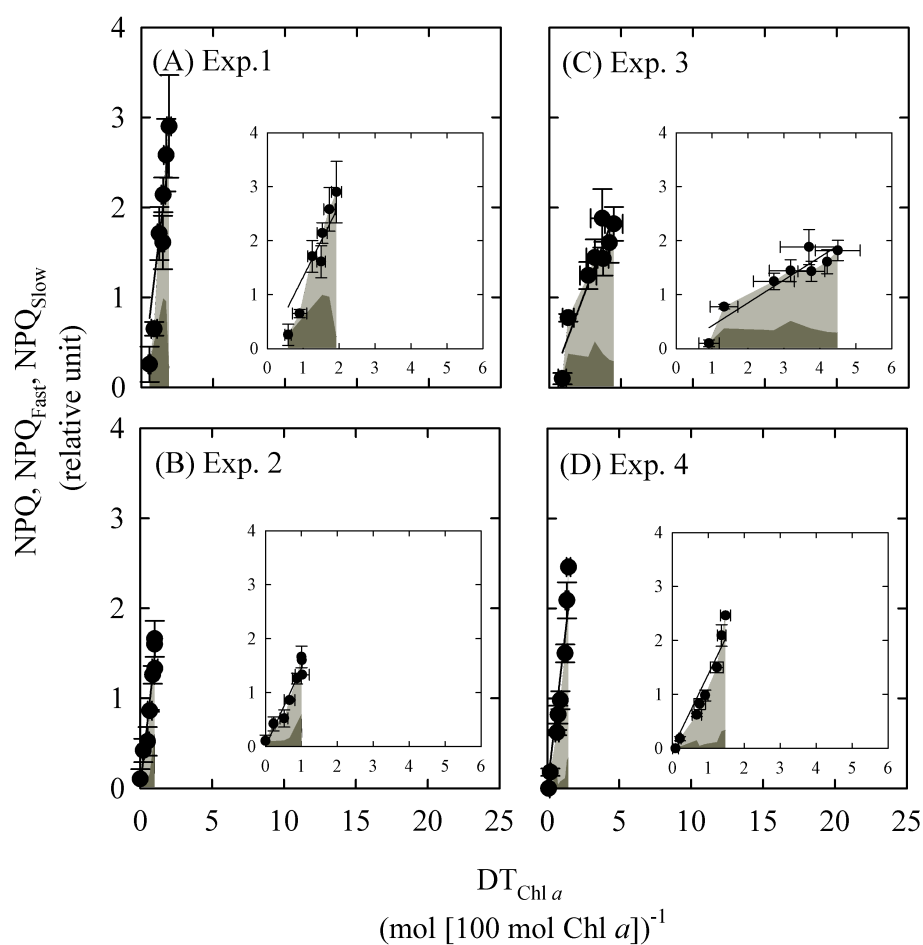 (A) Exp.1
4
3
2
1
0
4
3
2
1
0
0 1 2 3 4 5 6
(C) Exp. 3
4
3
2
1
0
0 1 2 3 4 5 6
NPQ, NPQFast, NPQSlow
(relative unit)
(B) Exp. 2
4
3
2
1
0
4
3
2
1
0
0 1 2 3 4 5 6
0 5 10 15 20 25
(D) Exp. 4
4
3
2
1
0
0 1 2 3 4 5 6
0 5 10 15 20 25
DTChl a
(mol [100 mol Chl a])-1